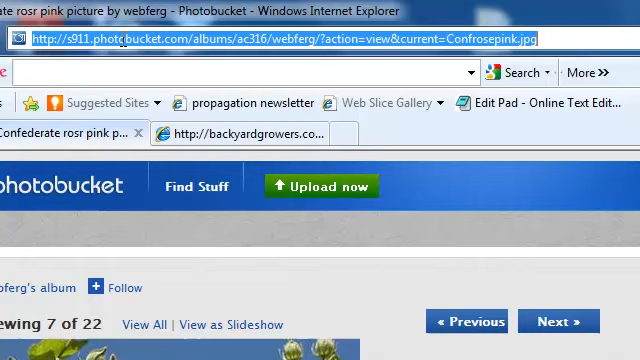 ate rosr pink picture by webferg - Photobucket - Windows Internet Explorer
http://s911.photobucket.com/albums/ac316/webferg/?action=view&current=Confrosepink.jpg
Search More »
s Suggested Sites propagation newsletter Web Slice Gallery Edit Pad - Online Text Edit...
Confederate rosr pink p... × http://backyardgrowers.co...
photobucket Find Stuff Upload now
bferg's album + Follow
ewing 7 of 22 View All | View as Slideshow « Previous Next »